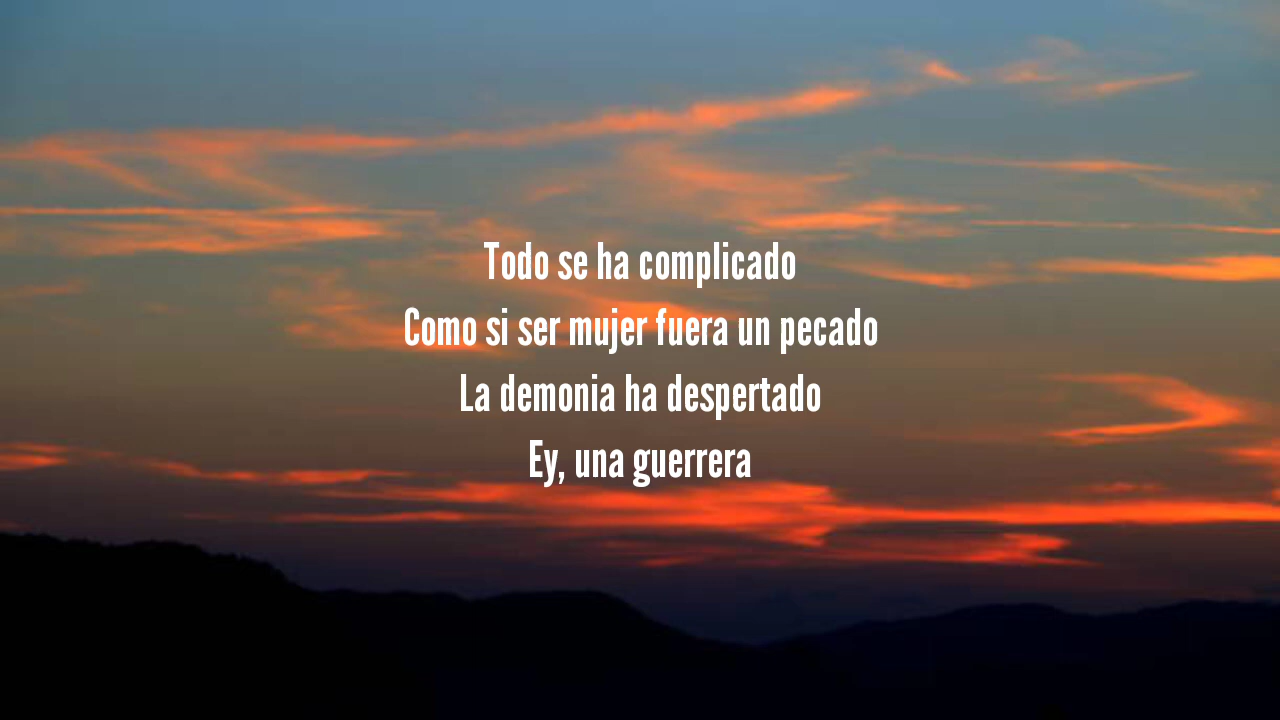 Todo se ha complicado
Como si ser mujer fuera un pecado
La demonia ha despertado
Ey, una guerrera